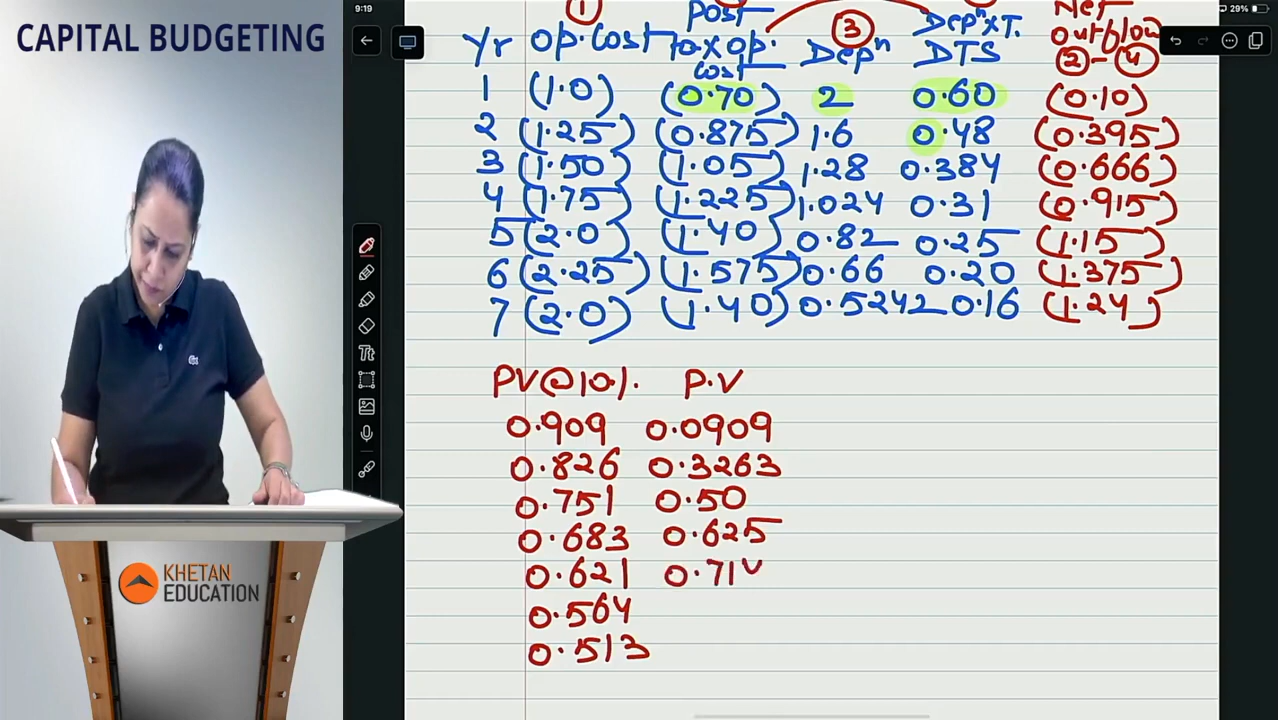 CAPITAL BUDGETING
9:19
29%
① 
Yr Op.Cost Post tax Op. cost ③ Depⁿ Depⁿ x T. DTS Net Outflow ② - ④
1 (1.0) (0.70) 2 0.60 (0.10)
2 (1.25) (0.875) 1.6 0.48 (0.395)
3 (1.50) (1.05) 1.28 0.384 (0.666)
4 (1.75) (1.225) 1.024 0.31 (0.915)
5 (2.0) (1.40) 0.82 0.25 (1.15)
6 (2.25) (1.575) 0.66 0.20 (1.375)
7 (2.0) (1.40) 0.5242 0.16 (1.24)
PV@10%. P.V
0.909 0.0909
0.826 0.3263
0.751 0.50
0.683 0.625
0.621 0.71
0.564
0.513
Tt
KHETAN
EDUCATION